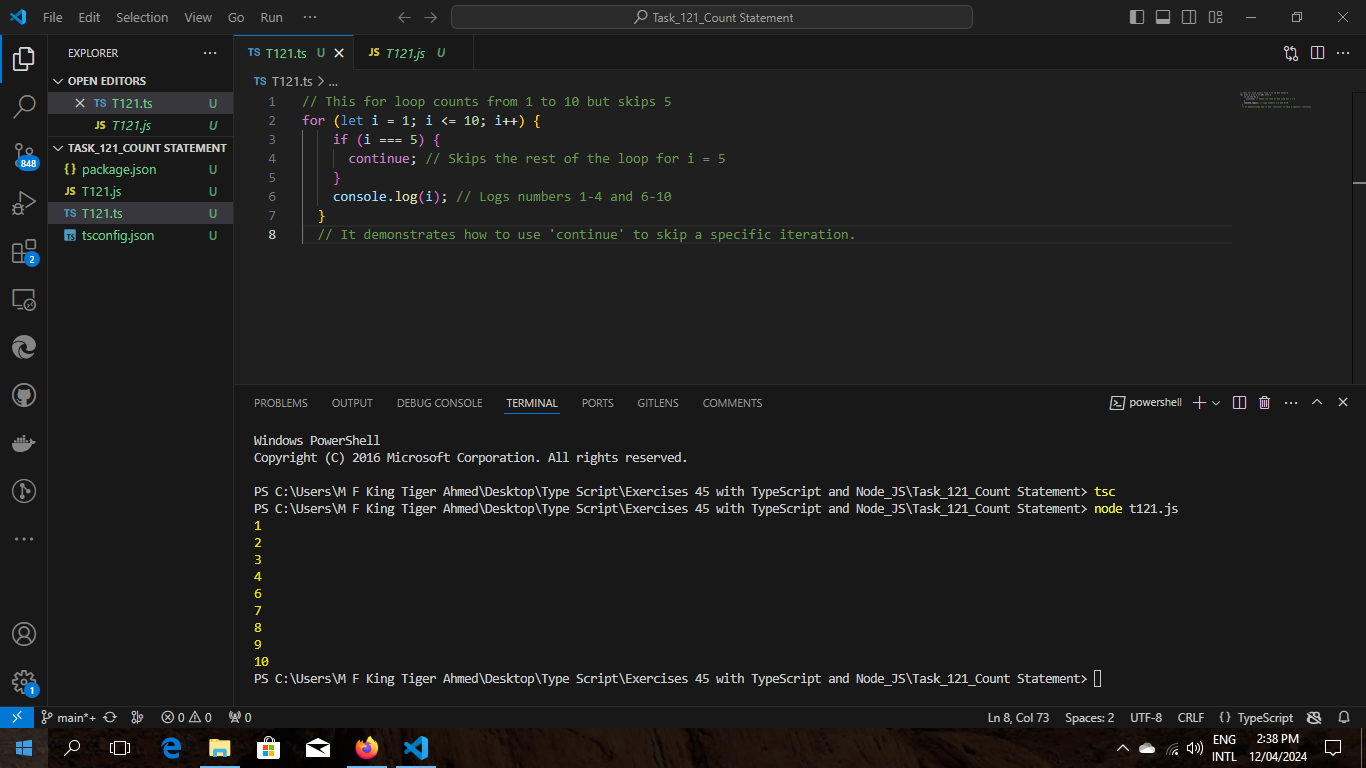 File Edit Selection View Go Run ··· Task_121_Count Statement
EXPLORER ···
OPEN EDITORS
TS T121.ts U
JS T121.js U
TASK_121_COUNT STATEMENT
{} package.json U
JS T121.js U
TS T121.ts U
TS tsconfig.json U
848
2
1
TS T121.ts U JS T121.js U
TS T121.ts > ...
1 // This for loop counts from 1 to 10 but skips 5
2 for (let i = 1; i <= 10; i++) {
3 if (i === 5) {
4 continue; // Skips the rest of the loop for i = 5
5 }
6 console.log(i); // Logs numbers 1-4 and 6-10
7 }
8 // It demonstrates how to use 'continue' to skip a specific iteration.
PROBLEMS OUTPUT DEBUG CONSOLE TERMINAL PORTS GITLENS COMMENTS powershell
Windows PowerShell
Copyright (C) 2016 Microsoft Corporation. All rights reserved.
PS C:\Users\M F King Tiger Ahmed\Desktop\Type Script\Exercises 45 with TypeScript and Node_JS\Task_121_Count Statement> tsc
PS C:\Users\M F King Tiger Ahmed\Desktop\Type Script\Exercises 45 with TypeScript and Node_JS\Task_121_Count Statement> node t121.js
1
2
3
4
6
7
8
9
10
PS C:\Users\M F King Tiger Ahmed\Desktop\Type Script\Exercises 45 with TypeScript and Node_JS\Task_121_Count Statement>
main*+ 0 0 0 Ln 8, Col 73 Spaces: 2 UTF-8 CRLF {} TypeScript
ENG 2:38 PM
INTL 12/04/2024